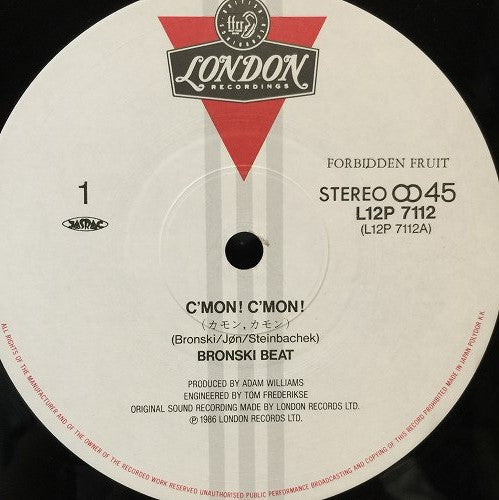 ffrr
LONDON
RECORDINGS
FORBIDDEN FRUIT
1
STEREO 45
L12P 7112
(L12P 7112A)
JASRAC
C'MON! C'MON!
(カモン, カモン)
(Bronski/Jøn/Steinbachek)
BRONSKI BEAT
PRODUCED BY ADAM WILLIAMS
ENGINEERED BY TOM FREDERIKSE
ORIGINAL SOUND RECORDING MADE BY LONDON RECORDS LTD.
℗ 1986 LONDON RECORDS LTD.
ALL RIGHTS OF THE MANUFACTURER AND OF THE OWNER OF THE RECORDED WORK RESERVED UNAUTHORISED PUBLIC PERFORMANCE BROADCASTING AND COPYING OF THIS RECORD PROHIBITED MADE IN JAPAN POLYDOR K.K.